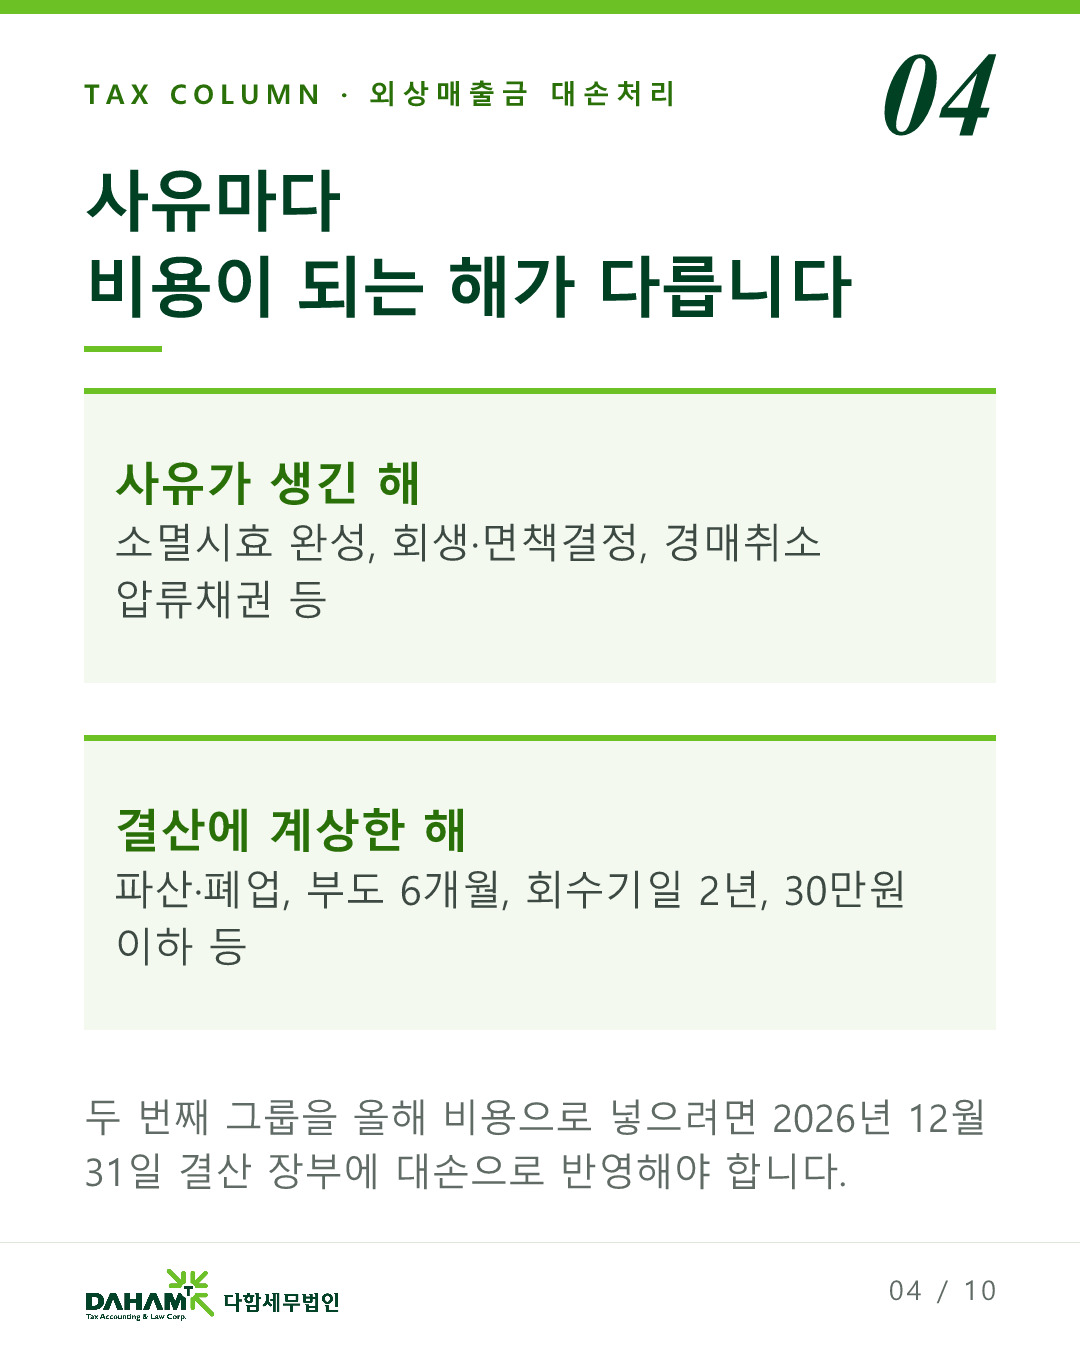 TAX COLUMN · 외상매출금 대손처리
04
사유마다
비용이 되는 해가 다릅니다
사유가 생긴 해
소멸시효 완성, 회생·면책결정, 경매취소
압류채권 등
결산에 계상한 해
파산·폐업, 부도 6개월, 회수기일 2년, 30만원
이하 등
두 번째 그룹을 올해 비용으로 넣으려면 2026년 12월
31일 결산 장부에 대손으로 반영해야 합니다.
DAHAM T 다함세무법인
Tax Accounting & Law Corp.
04 / 10